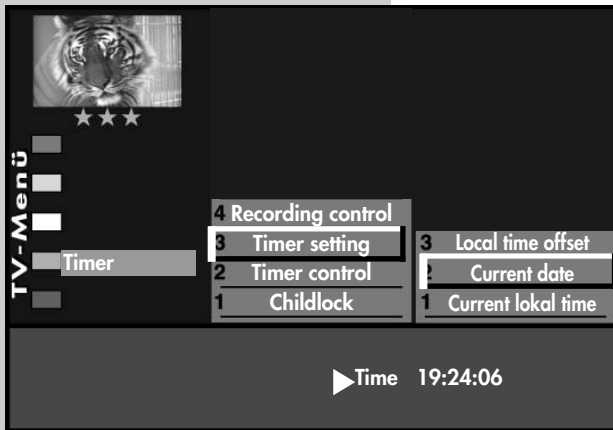 TV-Menü
Timer
4 Recording control
3 Timer setting
2 Timer control
1 Childlock
3 Local time offset
2 Current date
1 Current lokal time
Time 19:24:06